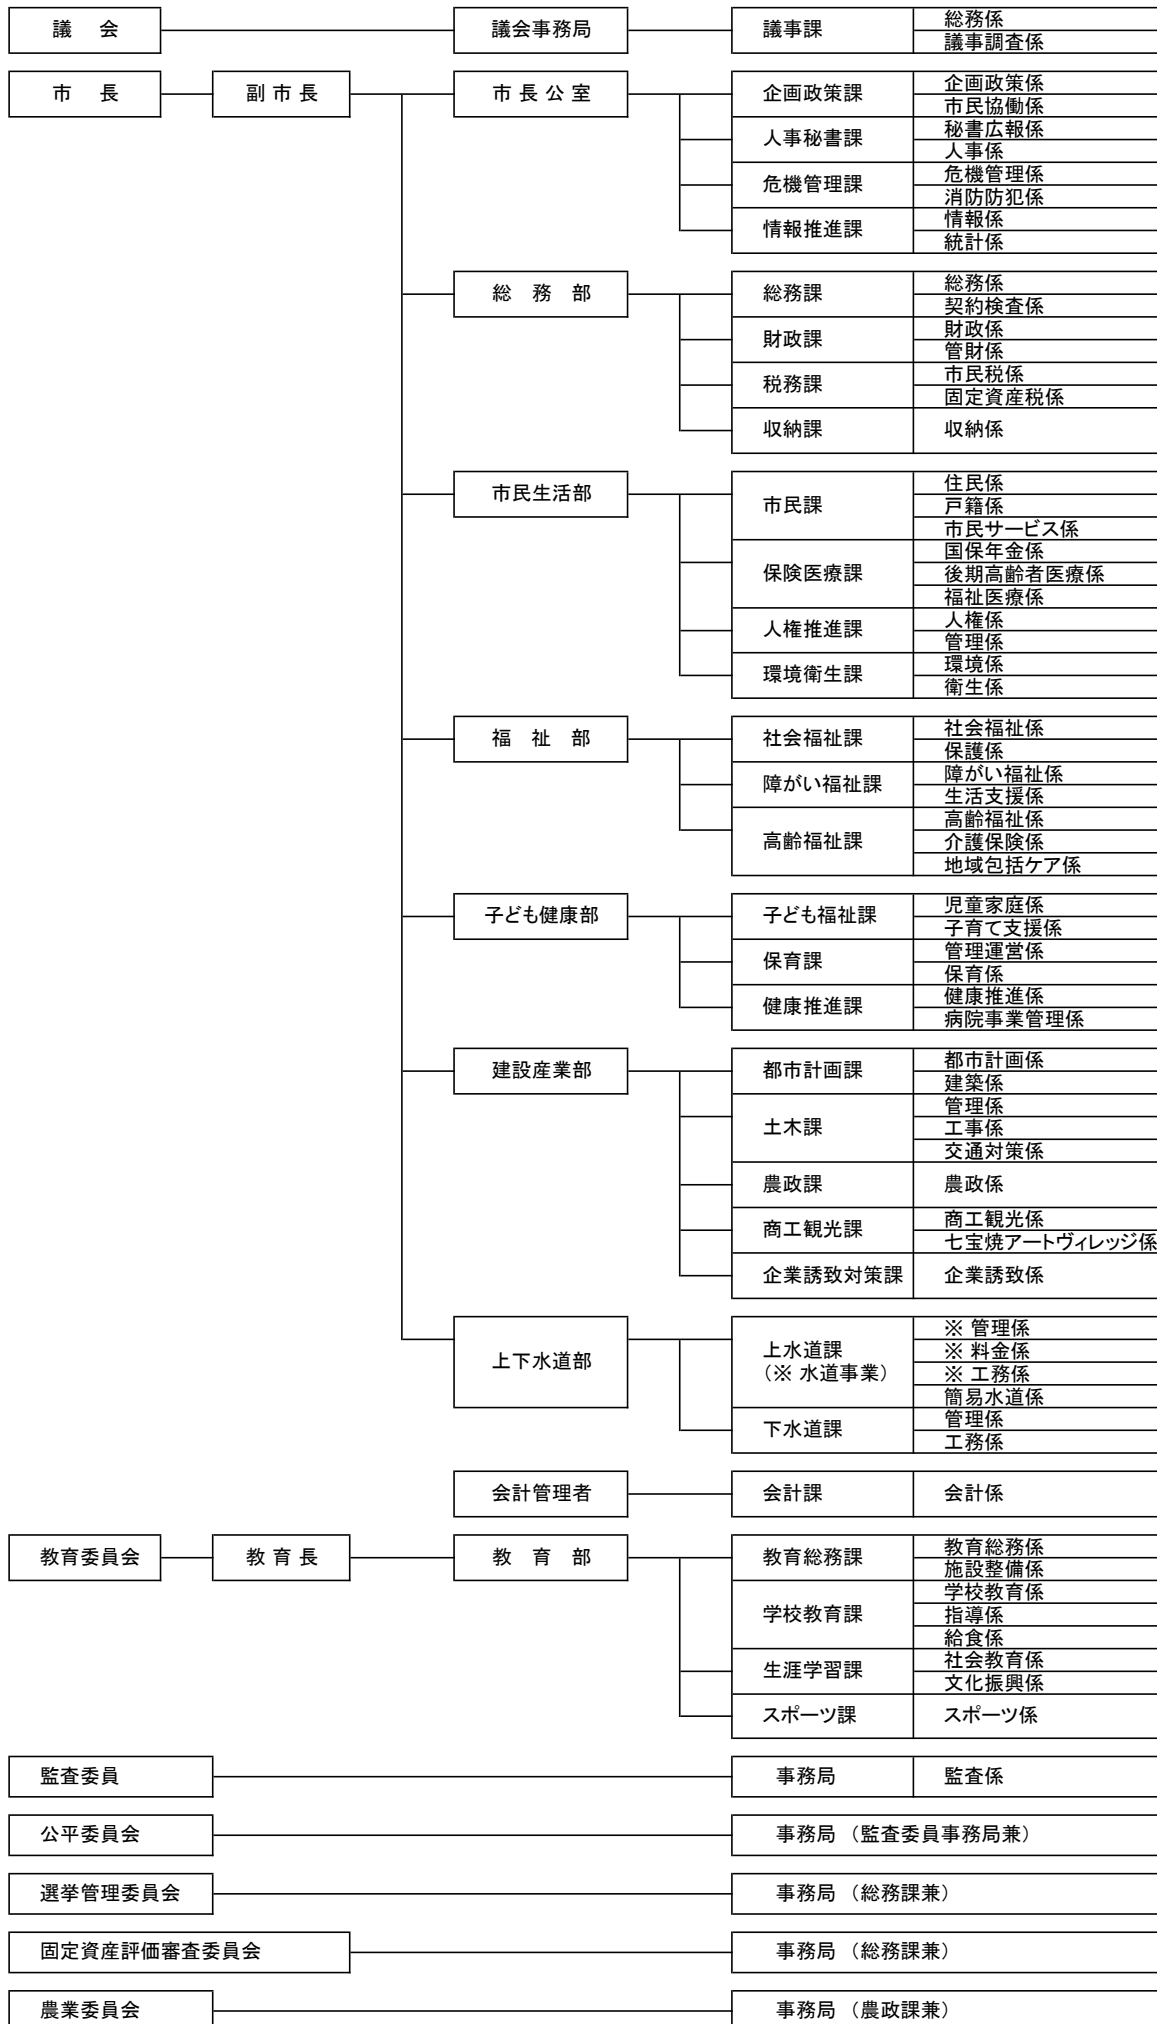 議 会
議会事務局
議事課
総務係
議事調査係
市 長
副 市 長
市 長 公 室
企画政策課
企画政策係
市民協働係
人事秘書課
秘書広報係
人事係
危機管理課
危機管理係
消防防犯係
情報推進課
情報係
統計係
総 務 部
総務課
総務係
契約検査係
財政課
財政係
管財係
税務課
市民税係
固定資産税係
収納課
収納係
市民生活部
市民課
住民係
戸籍係
市民サービス係
保険医療課
国保年金係
後期高齢者医療係
福祉医療係
人権推進課
人権係
管理係
環境衛生課
環境係
衛生係
福 祉 部
社会福祉課
社会福祉係
保護係
障がい福祉課
障がい福祉係
生活支援係
高齢福祉課
高齢福祉係
介護保険係
地域包括ケア係
子ども健康部
子ども福祉課
児童家庭係
子育て支援係
保育課
管理運営係
保育係
健康推進課
健康推進係
病院事業管理係
建設産業部
都市計画課
都市計画係
建築係
土木課
管理係
工事係
交通対策係
農政課
農政係
商工観光課
商工観光係
七宝焼アートヴィレッジ係
企業誘致対策課
企業誘致係
上下水道部
上水道課
（※ 水道事業）
※ 管理係
※ 料金係
※ 工務係
簡易水道係
下水道課
管理係
工務係
会計管理者
会計課
会計係
教育委員会
教 育 長
教 育 部
教育総務課
教育総務係
施設整備係
学校教育課
学校教育係
指導係
給食係
生涯学習課
社会教育係
文化振興係
スポーツ課
スポーツ係
監査委員
事務局
監査係
公平委員会
事務局 （監査委員事務局兼）
選挙管理委員会
事務局 （総務課兼）
固定資産評価審査委員会
事務局 （総務課兼）
農業委員会
事務局 （農政課兼）